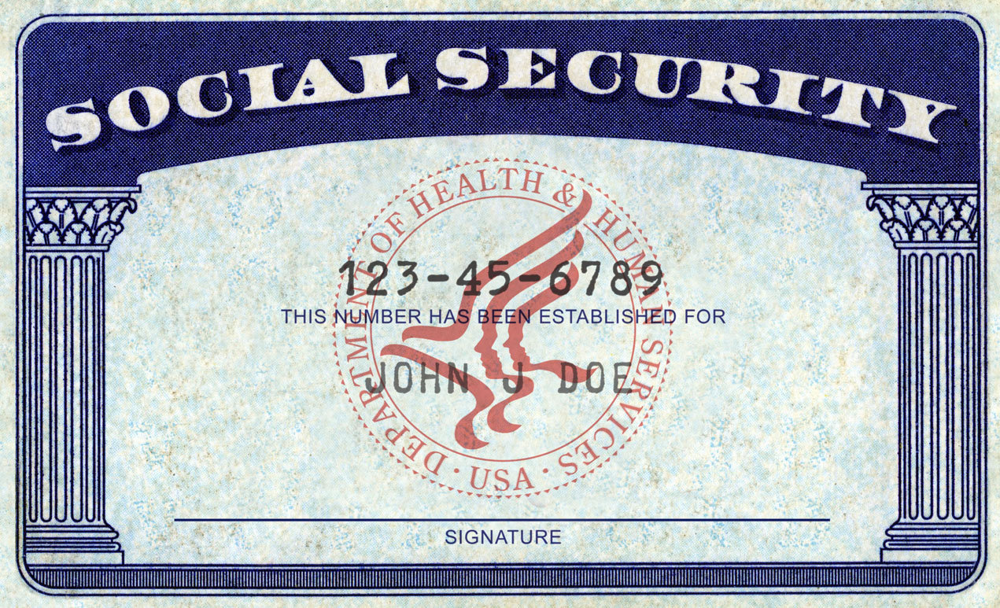 SOCIAL SECURITY
DEPARTMENT OF HEALTH & HUMAN SERVICES · USA ·
123-45-6789
THIS NUMBER HAS BEEN ESTABLISHED FOR
JOHN J DOE
SIGNATURE